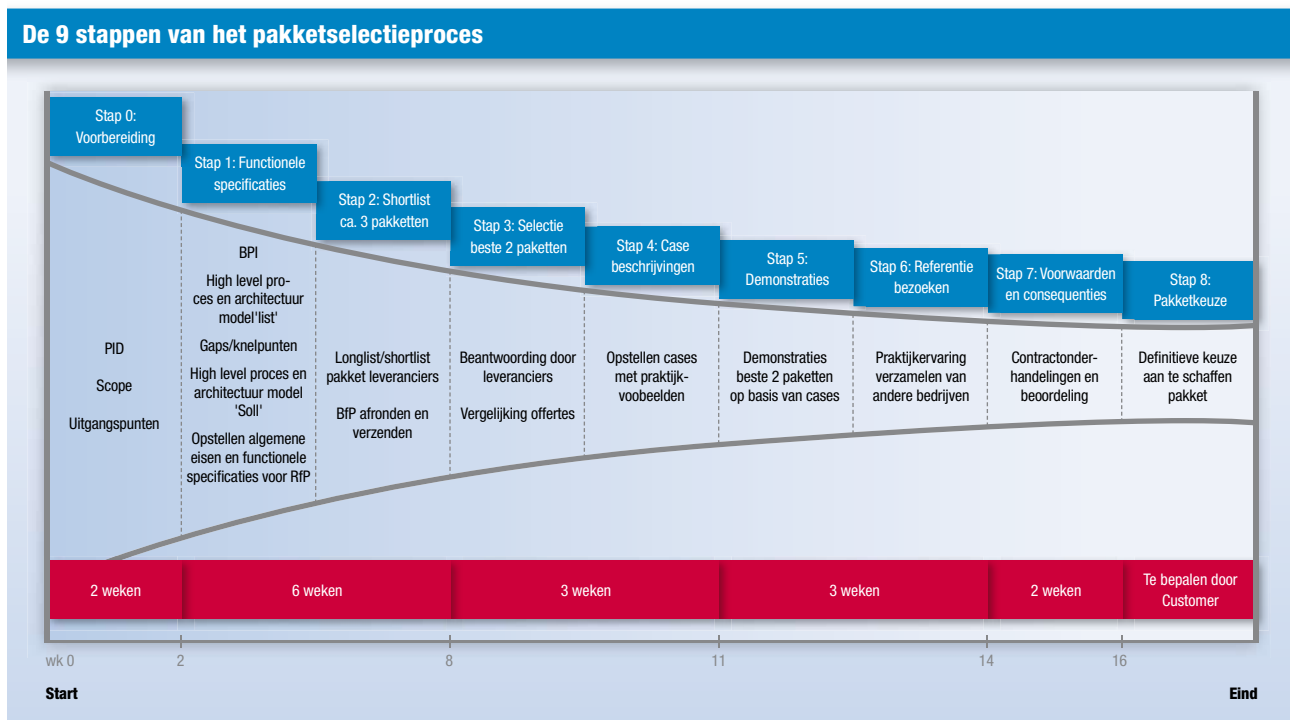 De 9 stappen van het pakketselectieproces
Stap 0:
Voorbereiding
Stap 1: Functionele
specificaties
Stap 2: Shortlist
ca. 3 pakketten
Stap 3: Selectie
beste 2 paketten
Stap 4: Case
beschrijvingen
Stap 5:
Demonstraties
Stap 6: Referentie
bezoeken
Stap 7: Voorwaarden
en consequenties
Stap 8:
Pakketkeuze
PID
Scope
Uitgangspunten
BPI
High level pro-
ces en architectuur
model'list'
Gaps/knelpunten
High level proces en
architectuur model
'Soll'
Opstellen algemene
eisen en functionele
specificaties voor RfP
Longlist/shortlist
pakket leveranciers
BfP afronden en
verzenden
Beantwoording door
leveranciers
Vergelijking offertes
Opstellen cases
met praktijk-
voobeelden
Demonstraties
beste 2 paketten
op basis van cases
Praktijkervaring
verzamelen van
andere bedrijven
Contractonder-
handelingen en
beoordeling
Definitieve keuze
aan te schaffen
pakket
2 weken
6 weken
3 weken
3 weken
2 weken
Te bepalen door
Customer
wk 0
2
8
11
14
16
Start
Eind